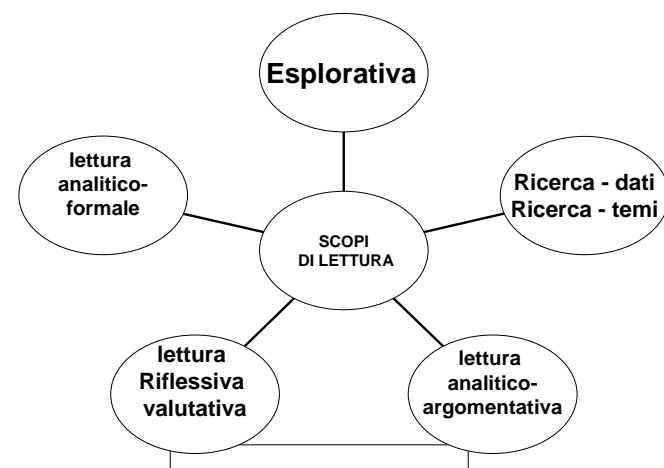 Esplorativa
lettura
analitico-
formale
Ricerca - dati
Ricerca - temi
SCOPI
DI LETTURA
lettura
Riflessiva
valutativa
lettura
analitico-
argomentativa